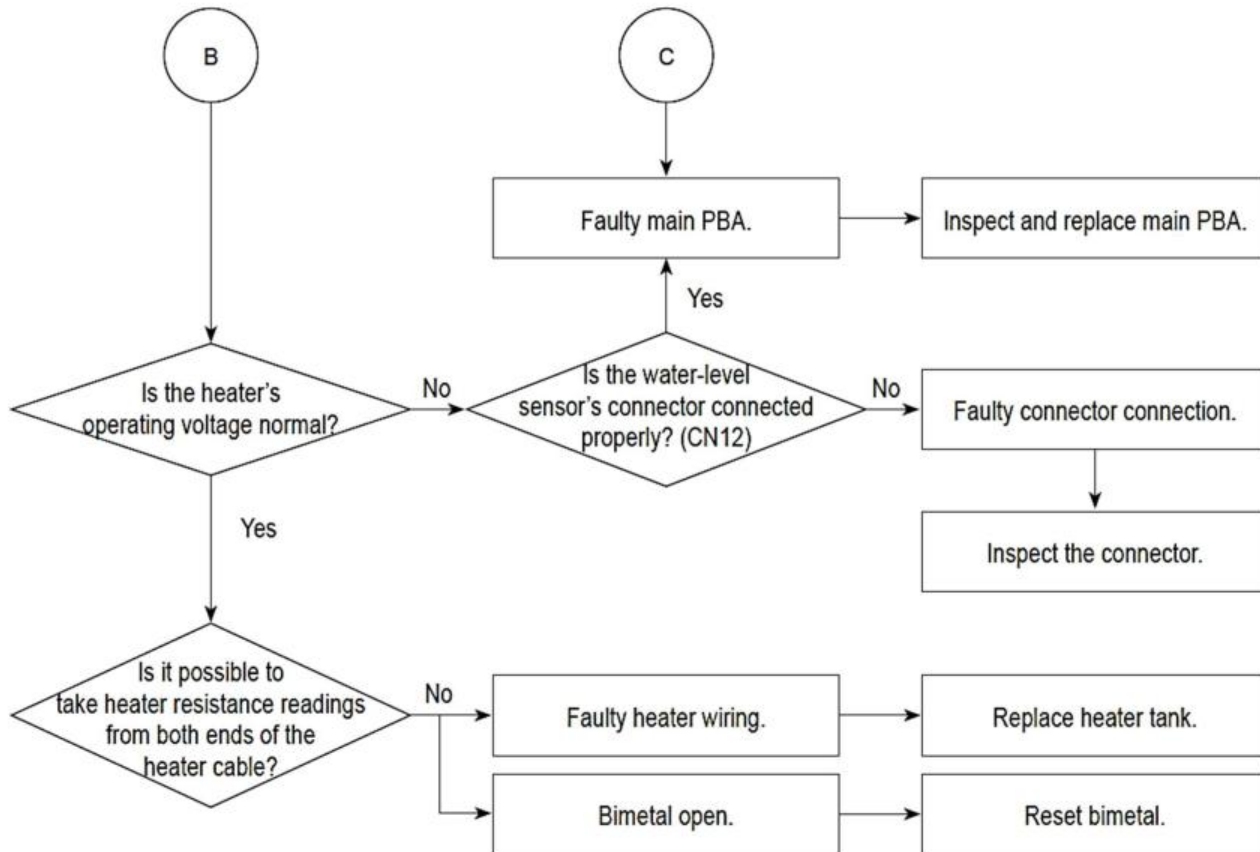 B
C
Faulty main PBA.
Inspect and replace main PBA.
Yes
Is the heater’s
operating voltage normal?
No
Is the water-level
sensor’s connector connected
properly? (CN12)
No
Faulty connector connection.
Yes
Inspect the connector.
Is it possible to
take heater resistance readings
from both ends of the
heater cable?
No
Faulty heater wiring.
Replace heater tank.
Bimetal open.
Reset bimetal.